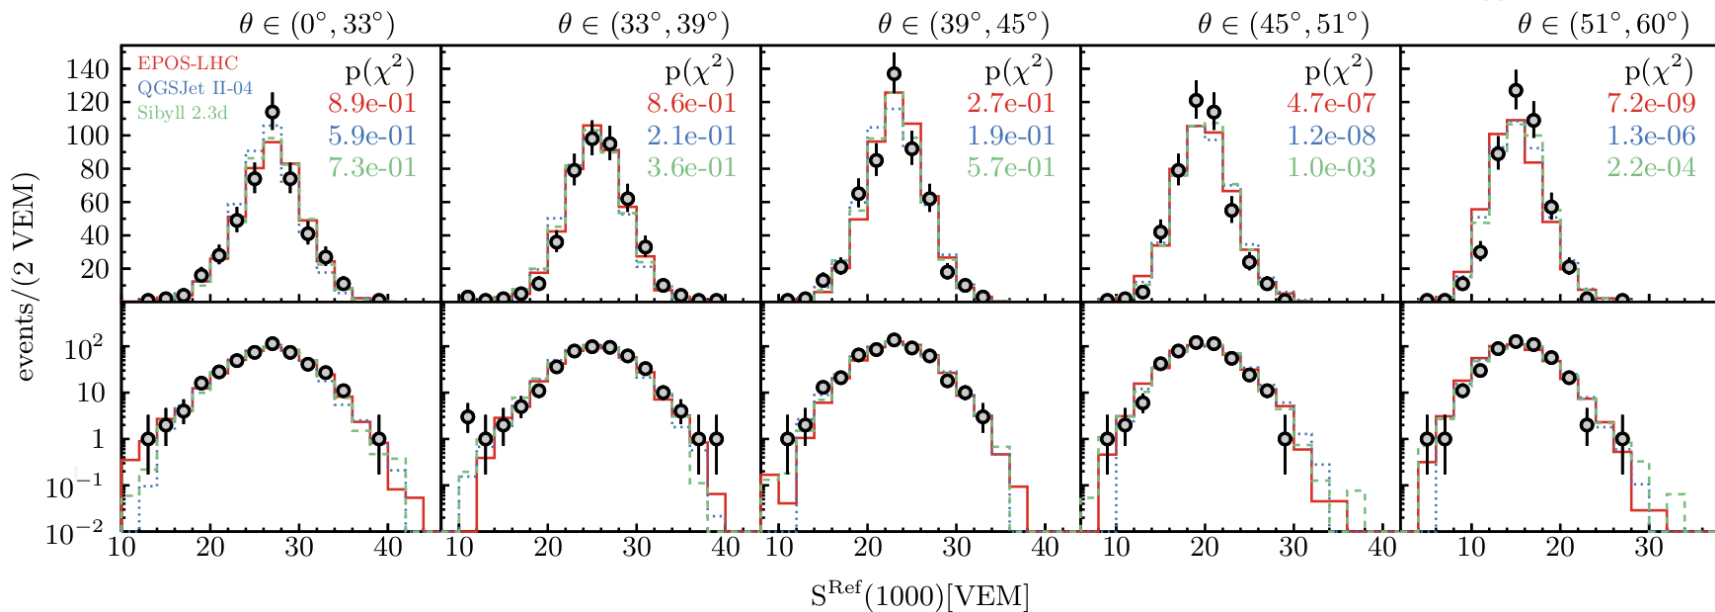 θ ∈ (0°, 33°) θ ∈ (33°, 39°) θ ∈ (39°, 45°) θ ∈ (45°, 51°) θ ∈ (51°, 60°)
EPOS-LHC
QGSJet II-04
Sibyll 2.3d
p(χ²) p(χ²) p(χ²) p(χ²) p(χ²)
8.9e-01 8.6e-01 2.7e-01 4.7e-07 7.2e-09
5.9e-01 2.1e-01 1.9e-01 1.2e-08 1.3e-06
7.3e-01 3.6e-01 5.7e-01 1.0e-03 2.2e-04
140
120
100
80
60
40
20
events/(2 VEM)
10²
10
1
10⁻¹
10⁻²
10 20 30 40 10 20 30 10 20 30 40 10 20 30 40 10 20 30
S^Ref(1000)[VEM]